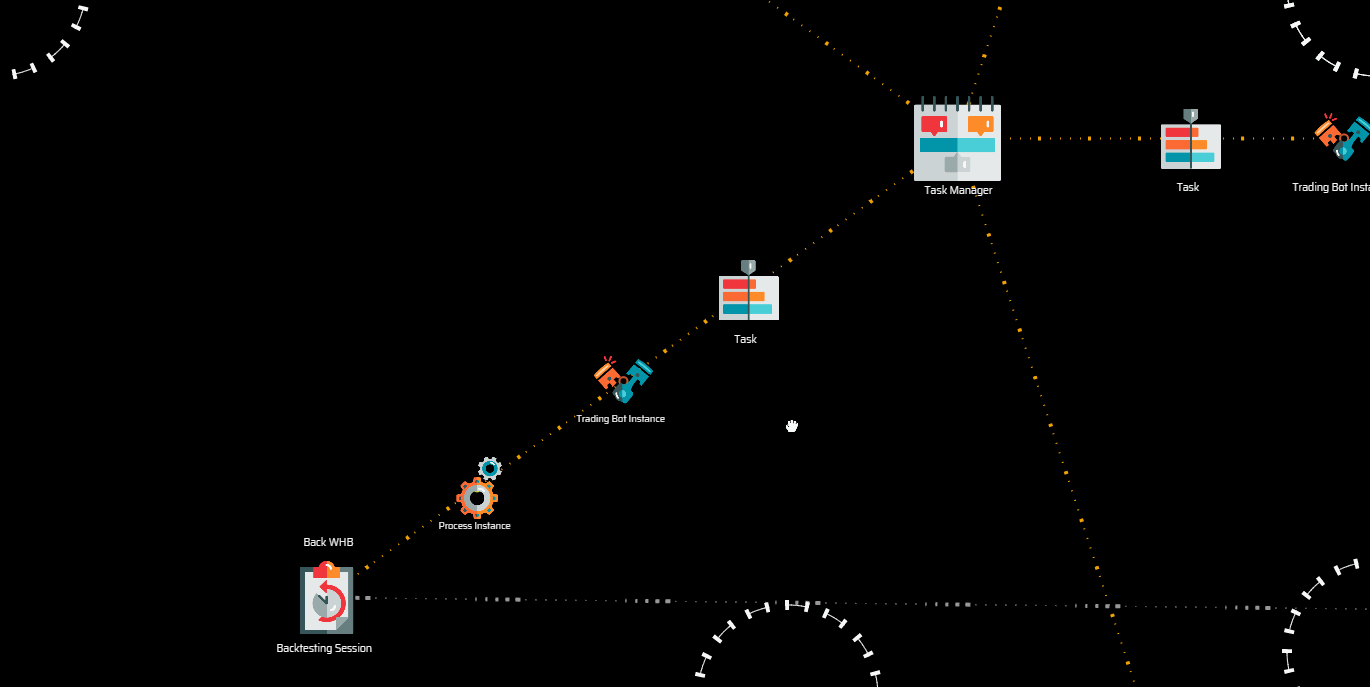 Task Manager
Task
Trading Bot Insta
Task
Trading Bot Instance
Process Instance
Back WHB
Backtesting Session